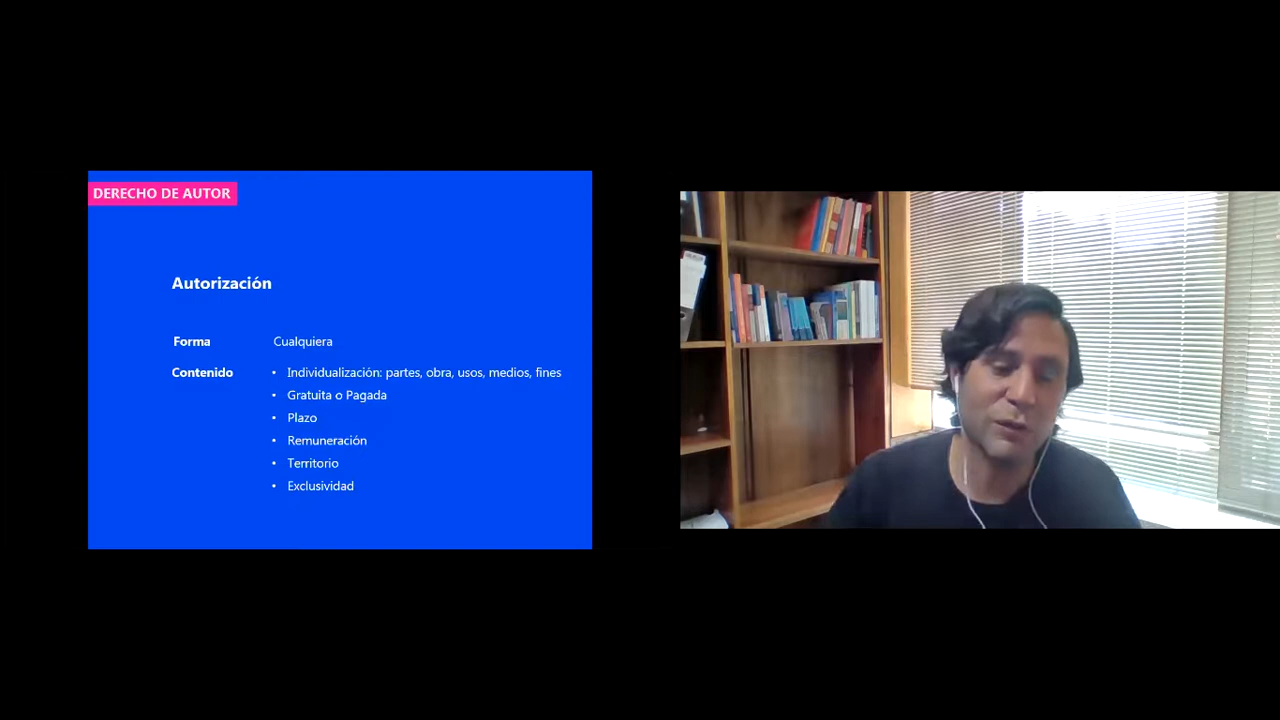 DERECHO DE AUTOR
Autorización
Forma Cualquiera
Contenido • Individualización: partes, obra, usos, medios, fines
• Gratuita o Pagada
• Plazo
• Remuneración
• Territorio
• Exclusividad